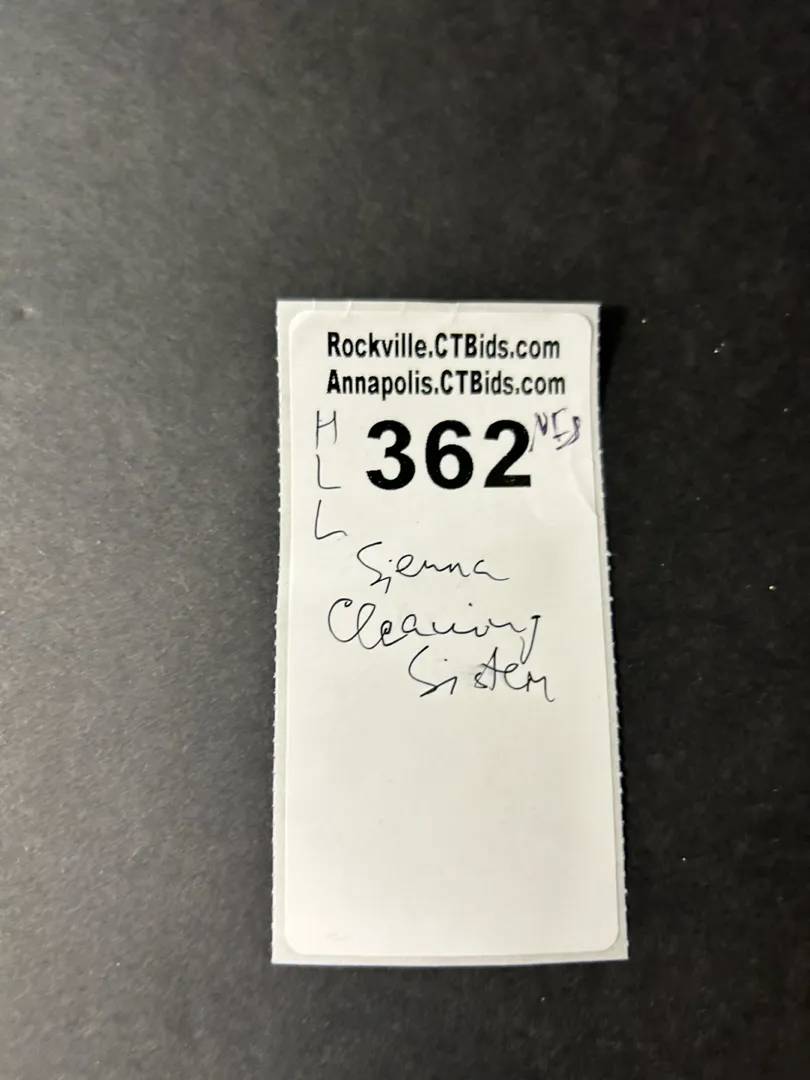 Rockville.CTBids.com
Annapolis.CTBids.com
H
L
L
362
Sienna
Cleaning
Sistem